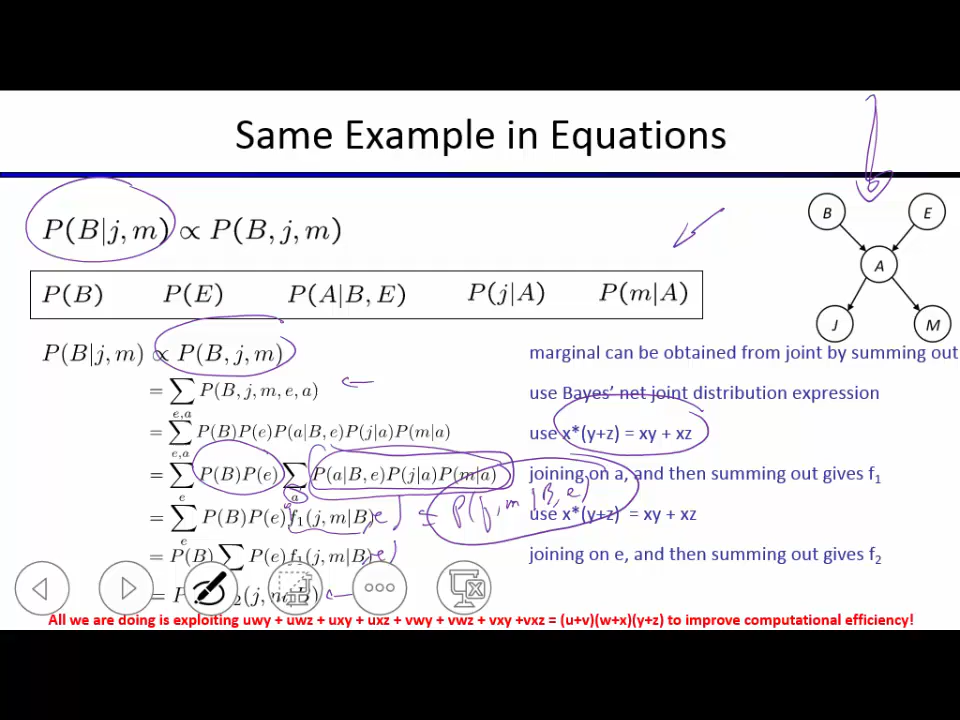 Same Example in Equations
P(B|j, m) ∝ P(B, j, m)
P(B) P(E) P(A|B, E) P(j|A) P(m|A)
B E
A
J M
P(B|j, m) ∝ P(B, j, m) marginal can be obtained from joint by summing out
= ∑ P(B, j, m, e, a) use Bayes' net joint distribution expression
e,a
= ∑ P(B)P(e)P(a|B, e)P(j|a)P(m|a) use x*(y+z) = xy + xz
e,a
= ∑ P(B)P(e) ∑ P(a|B, e)P(j|a)P(m|a) joining on a, and then summing out gives f₁
e a
= ∑ P(B)P(e)f₁(j, m|B, e) = P(j, m | B, e) use x*(y+z) = xy + xz
e
= P(B) ∑ P(e)f₁(j, m|B, e) joining on e, and then summing out gives f₂
= P ₂(j, m|B)
All we are doing is exploiting uwy + uwz + uxy + uxz + vwy + vwz + vxy +vxz = (u+v)(w+x)(y+z) to improve computational efficiency!